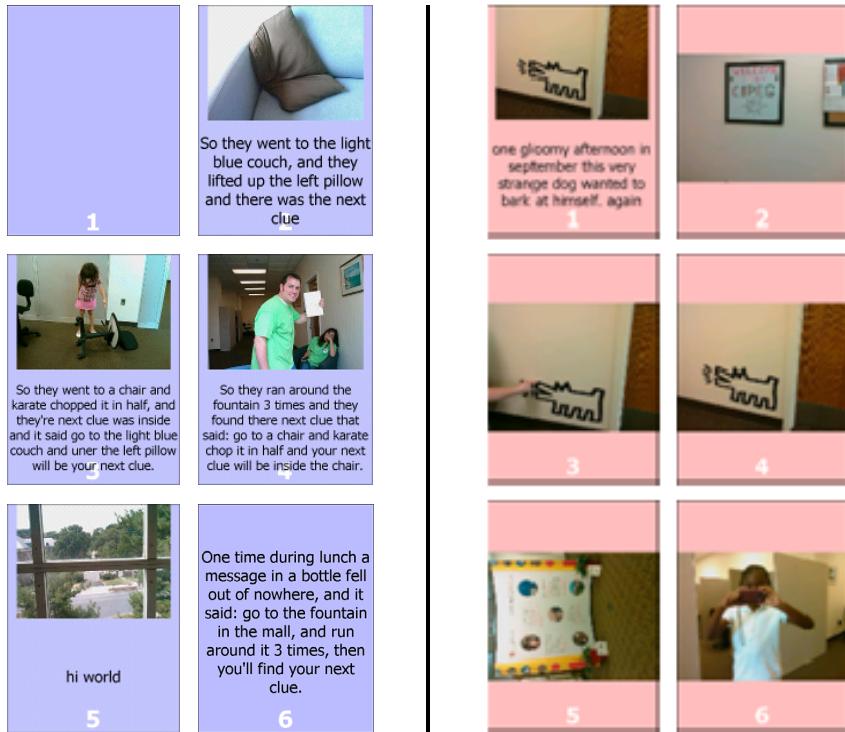 1
So they went to the light
blue couch, and they
lifted up the left pillow
and there was the next
clue
2
So they went to a chair and
karate chopped it in half, and
they're next clue was inside
and it said go to the light blue
couch and uner the left pillow
will be your next clue.
3
So they ran around the
fountain 3 times and they
found there next clue that
said: go to a chair and karate
chop it in half and your next
clue will be inside the chair.
4
hi world
5
One time during lunch a
message in a bottle fell
out of nowhere, and it
said: go to the fountain
in the mall, and run
around it 3 times, then
you'll find your next
clue.
6
one gloomy afternoon in
september this very
strange dog wanted to
bark at himself. again
1
2
3
4
5
6